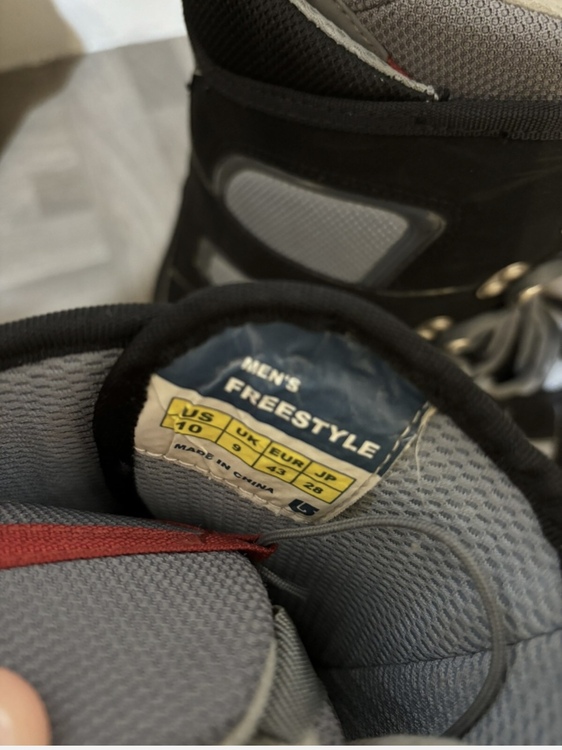 MEN'S
FREESTYLE
US UK EUR JP
10 9 43 28
MADE IN CHINA